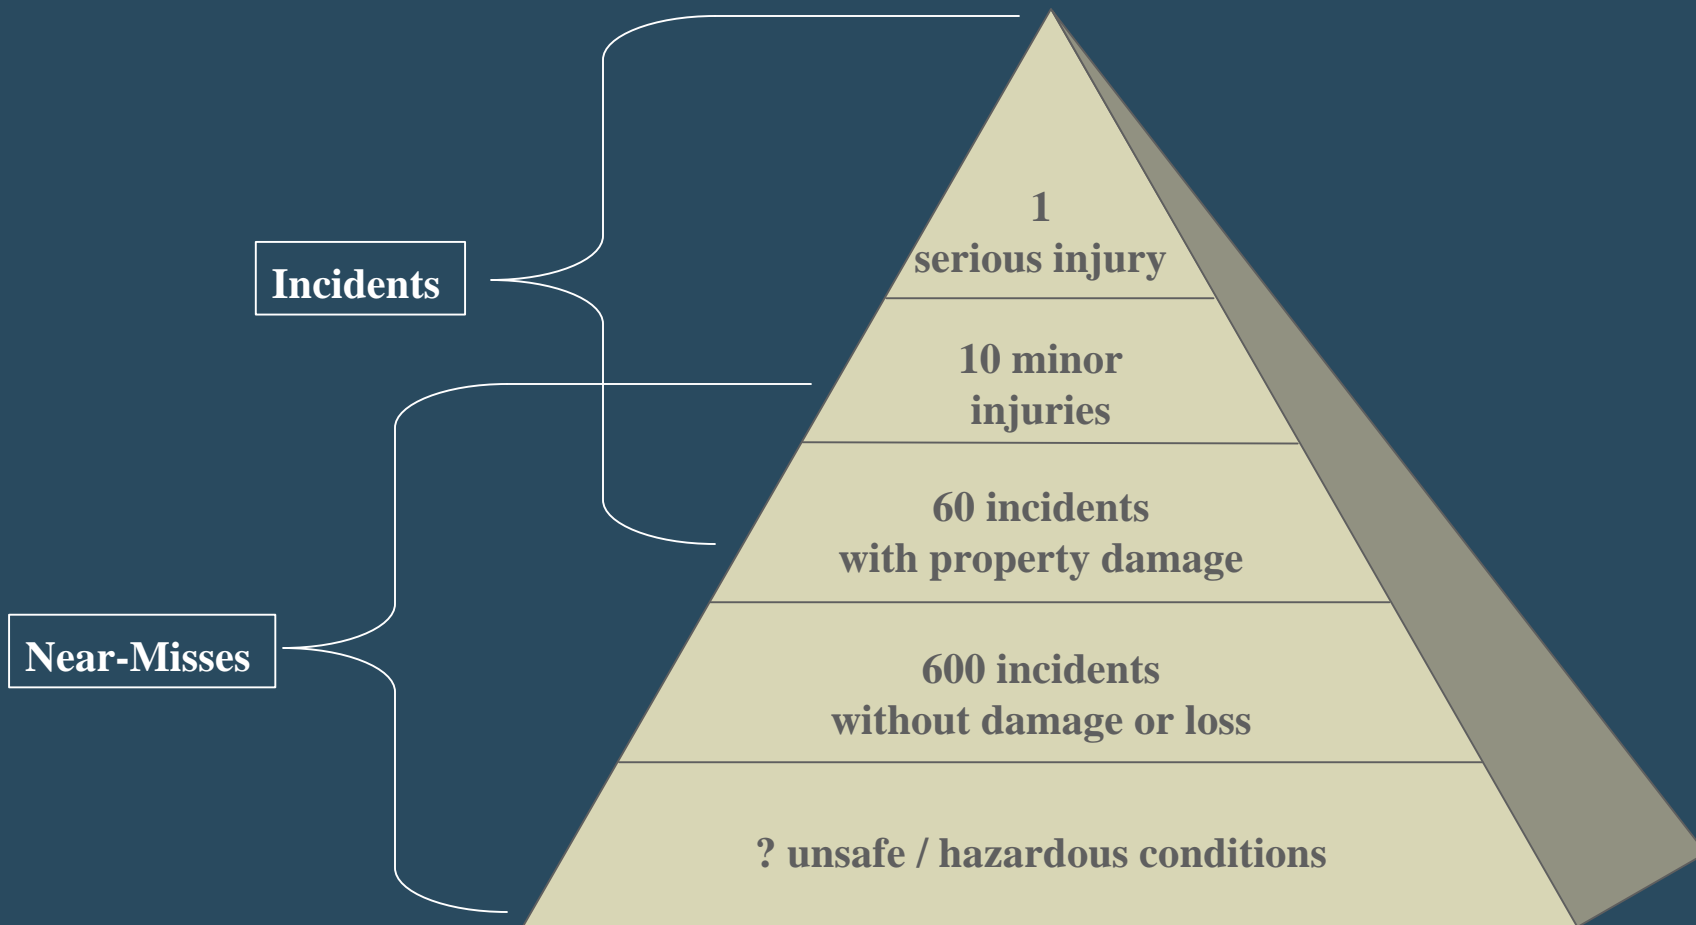 1
serious injury
Incidents
10 minor
injuries
60 incidents
with property damage
Near-Misses
600 incidents
without damage or loss
? unsafe / hazardous conditions